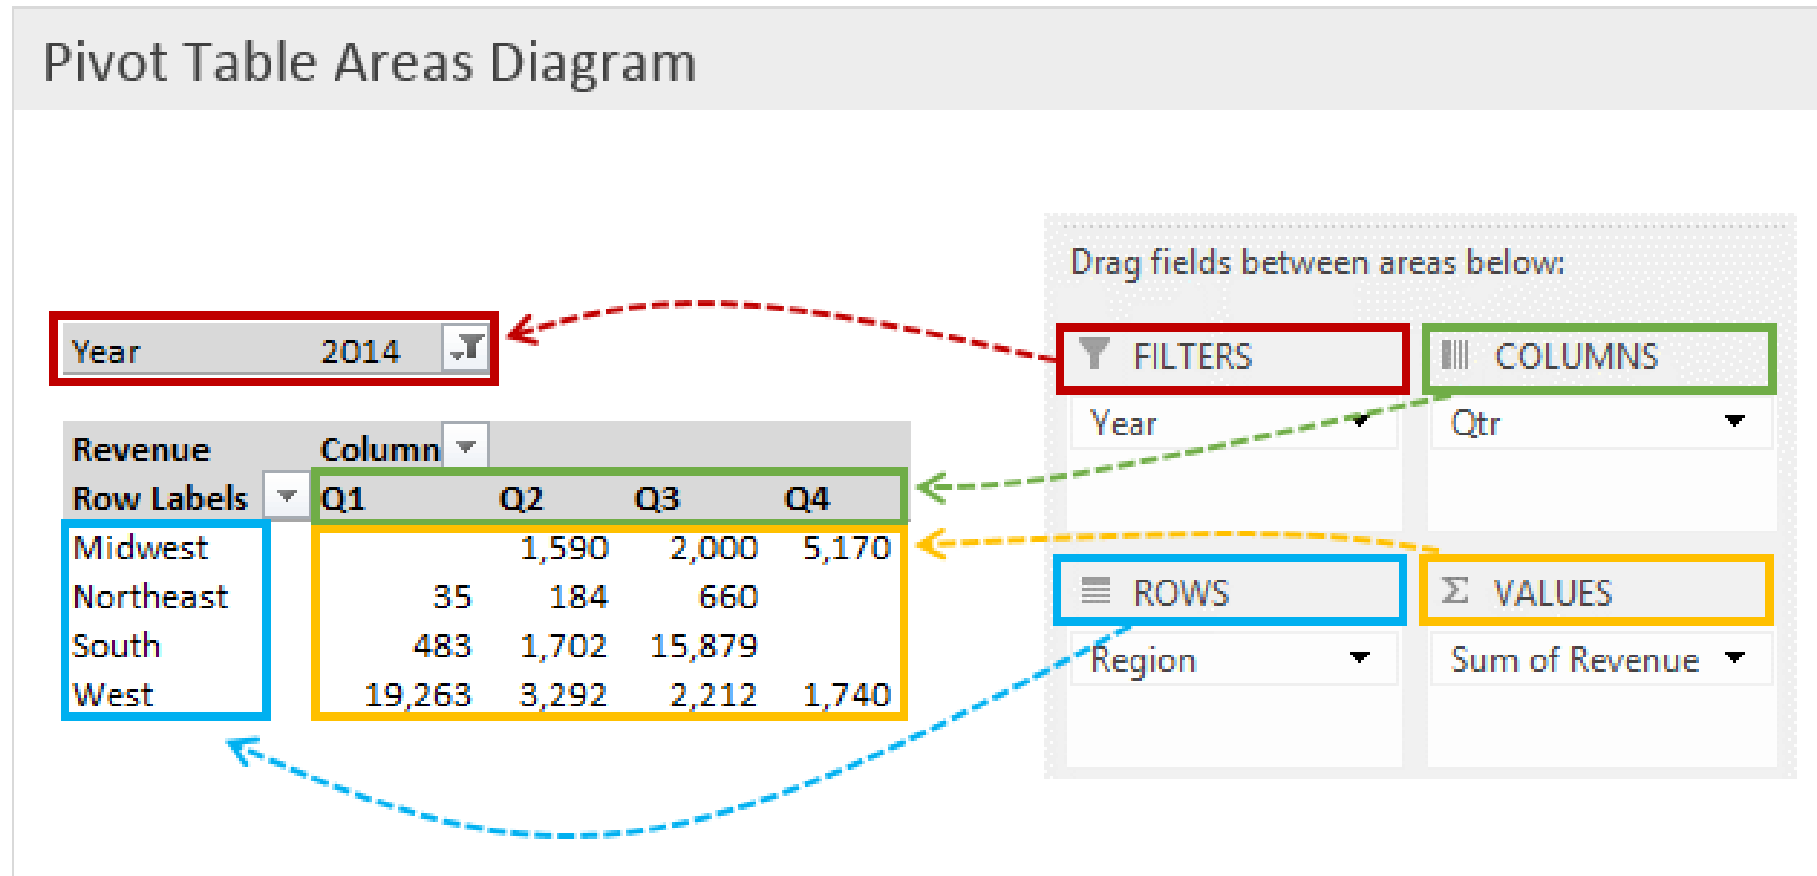 Pivot Table Areas Diagram
Drag fields between areas below:
Year 2014
FILTERS COLUMNS
Year Qtr
Revenue Column
Row Labels Q1 Q2 Q3 Q4
Midwest 1,590 2,000 5,170
Northeast 35 184 660
South 483 1,702 15,879
West 19,263 3,292 2,212 1,740
ROWS Σ VALUES
Region Sum of Revenue